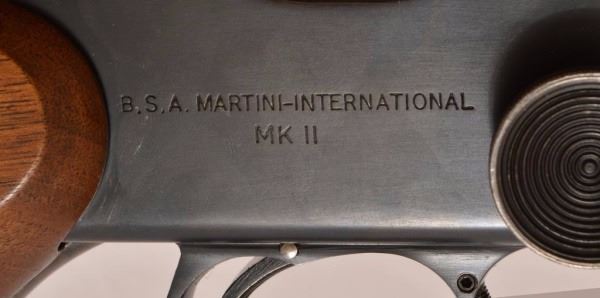 B.S.A. MARTINI-INTERNATIONAL
MK II